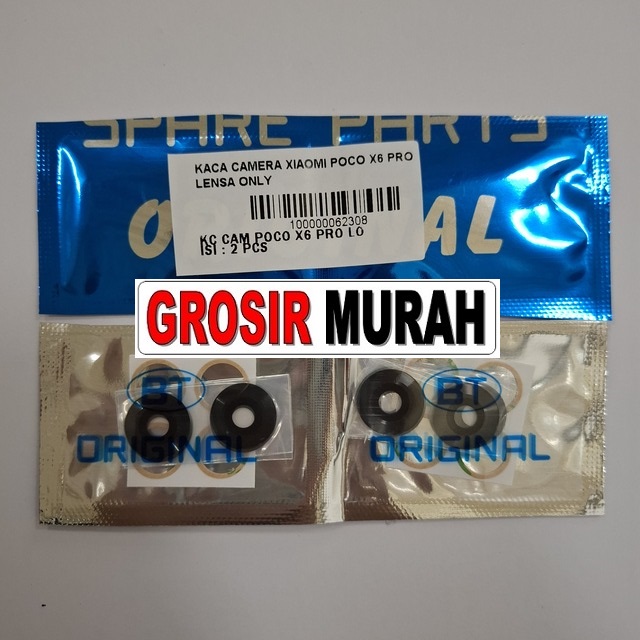 SPARE PARTS
KACA CAMERA XIAOMI POCO X6 PRO
LENSA ONLY
100000062308
KC CAM POCO X6 PRO LO
ISI : 2 PCS
GROSIR MURAH
BT
ORIGINAL
BT
ORIGINAL